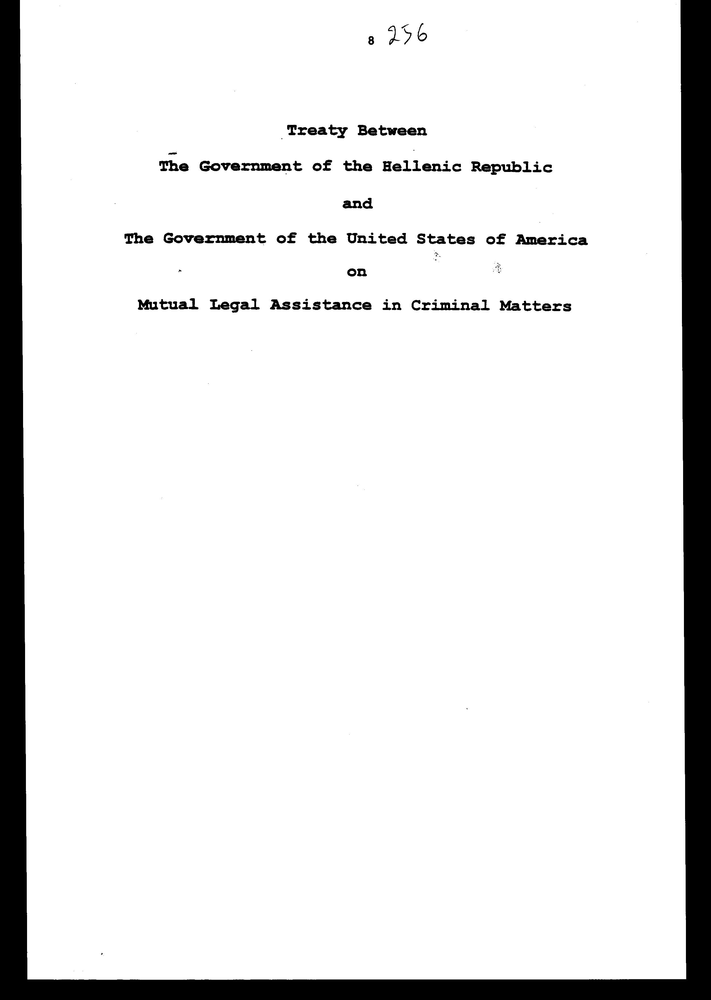 8 256
Treaty Between
The Government of the Hellenic Republic
and
The Government of the United States of America
on
Mutual Legal Assistance in Criminal Matters